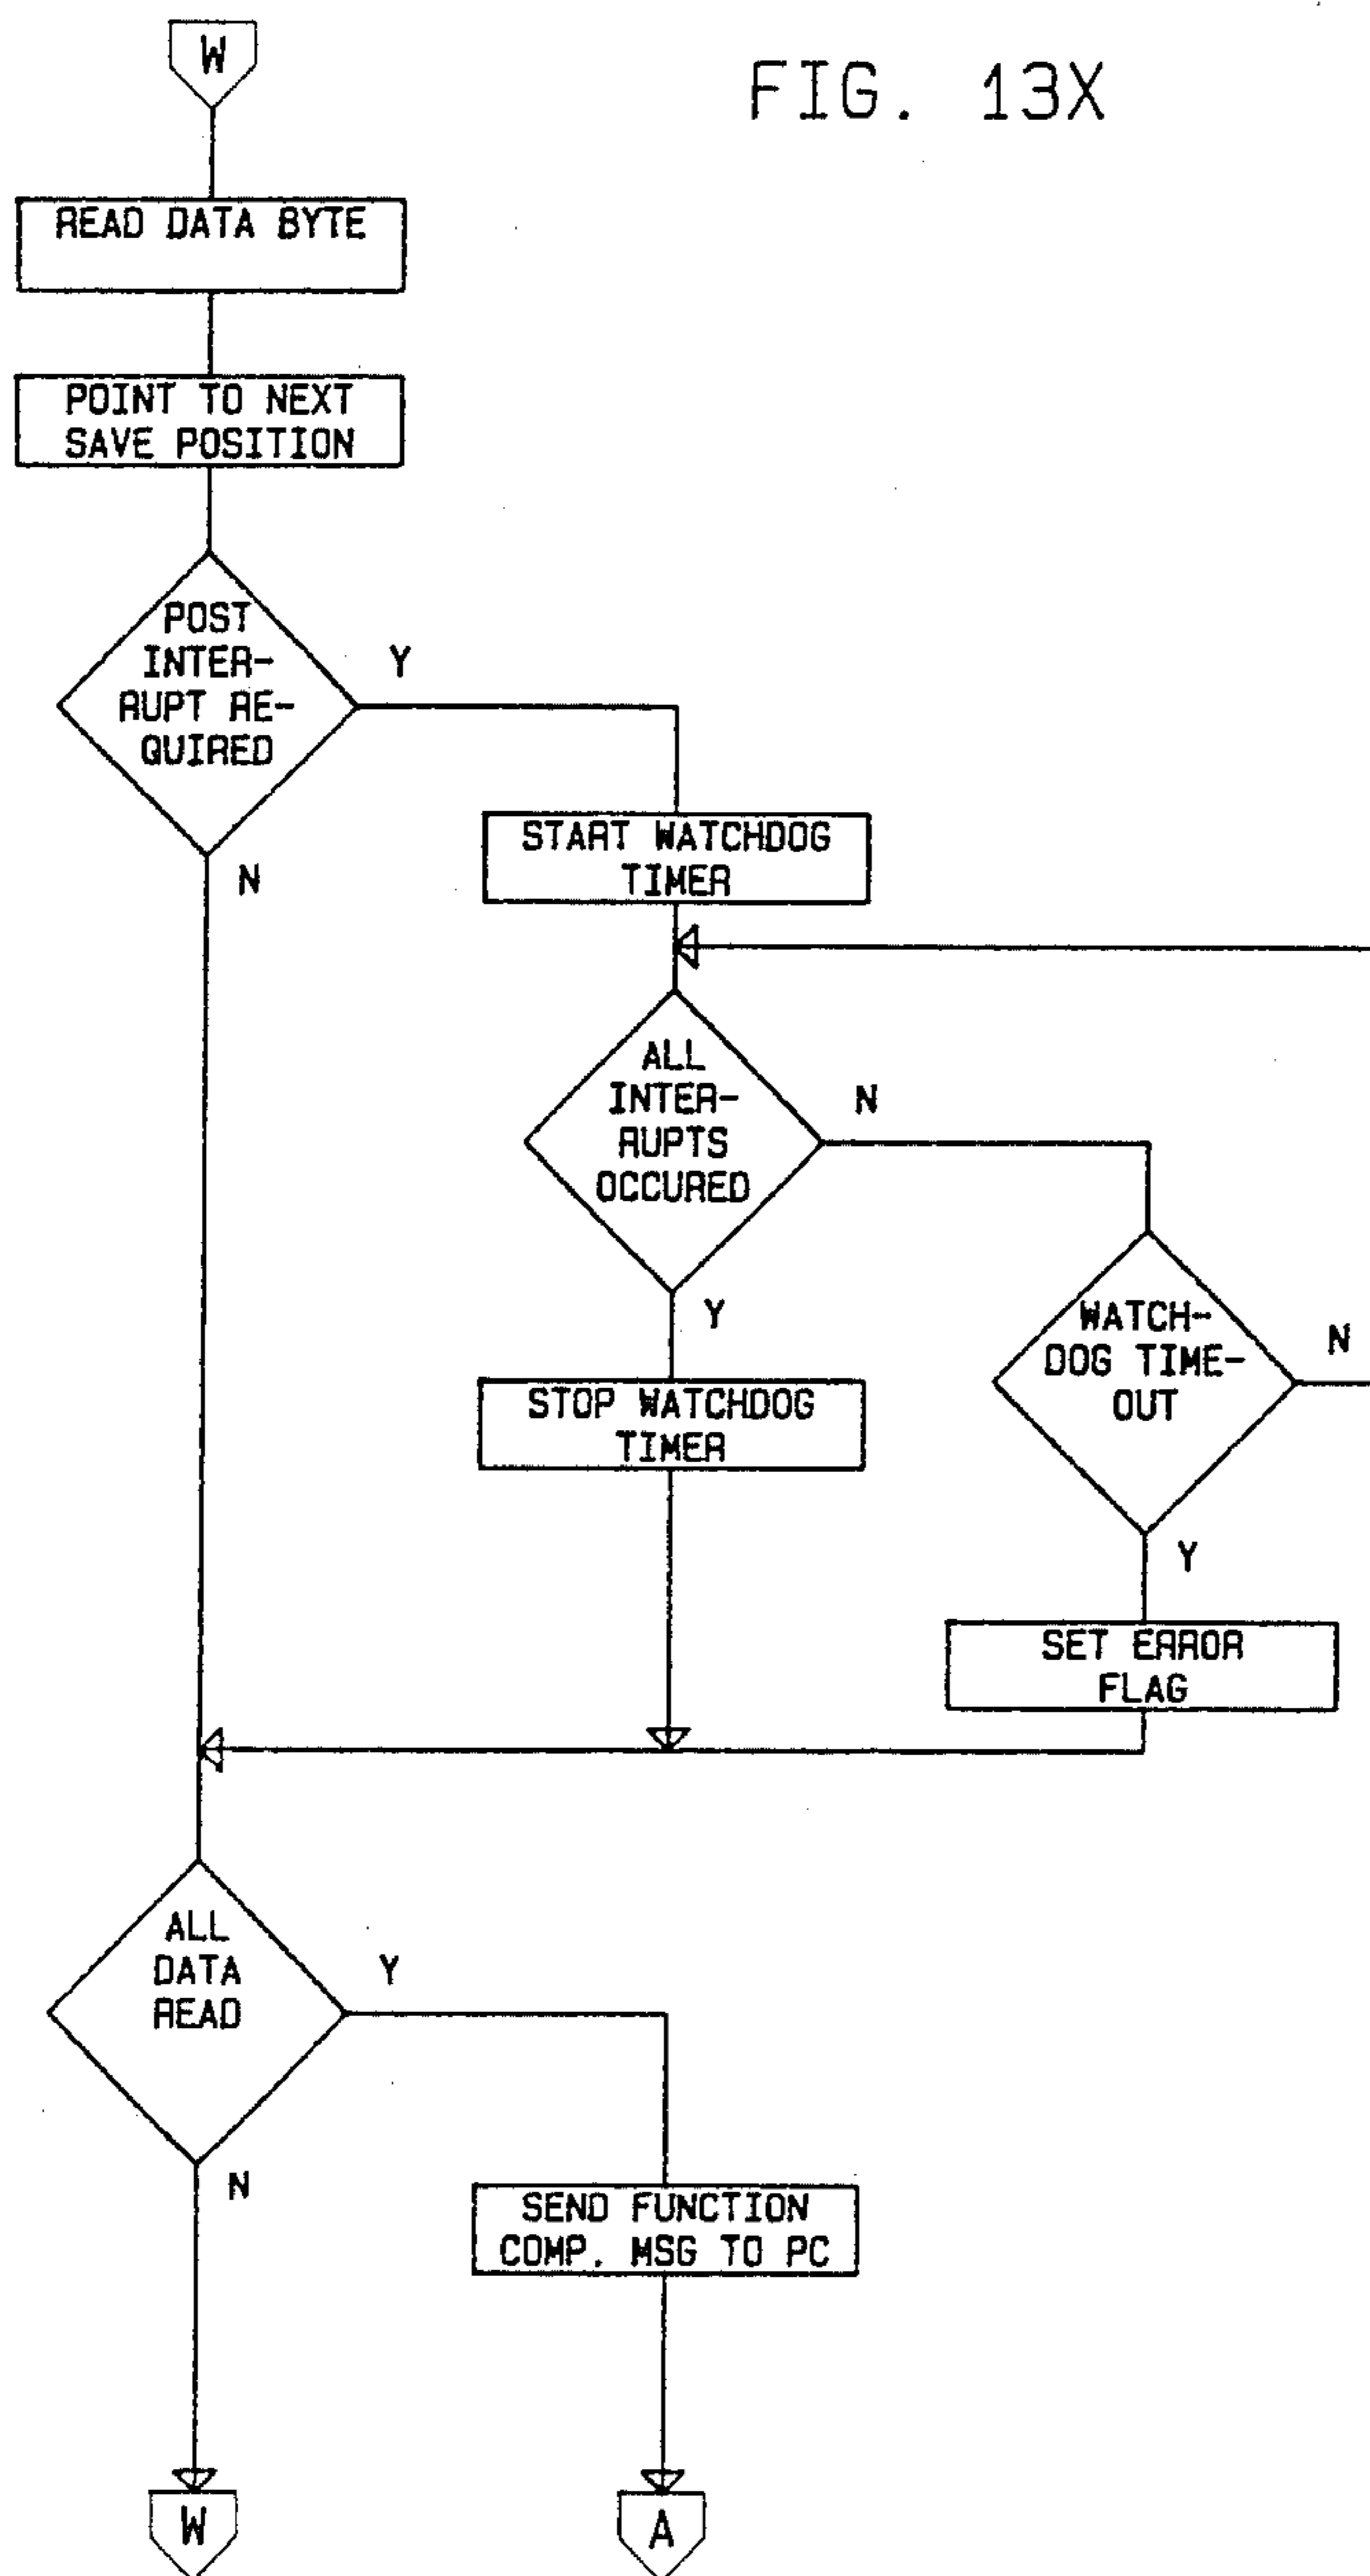 W
FIG. 13X
READ DATA BYTE
POINT TO NEXT
SAVE POSITION
POST
INTER-
RUPT RE-
QUIRED
Y
N
START WATCHDOG
TIMER
ALL
INTER-
RUPTS
OCCURED
N
Y
WATCH-
DOG TIME-
OUT
N
Y
STOP WATCHDOG
TIMER
SET ERROR
FLAG
ALL
DATA
READ
Y
N
SEND FUNCTION
COMP. MSG TO PC
W
A